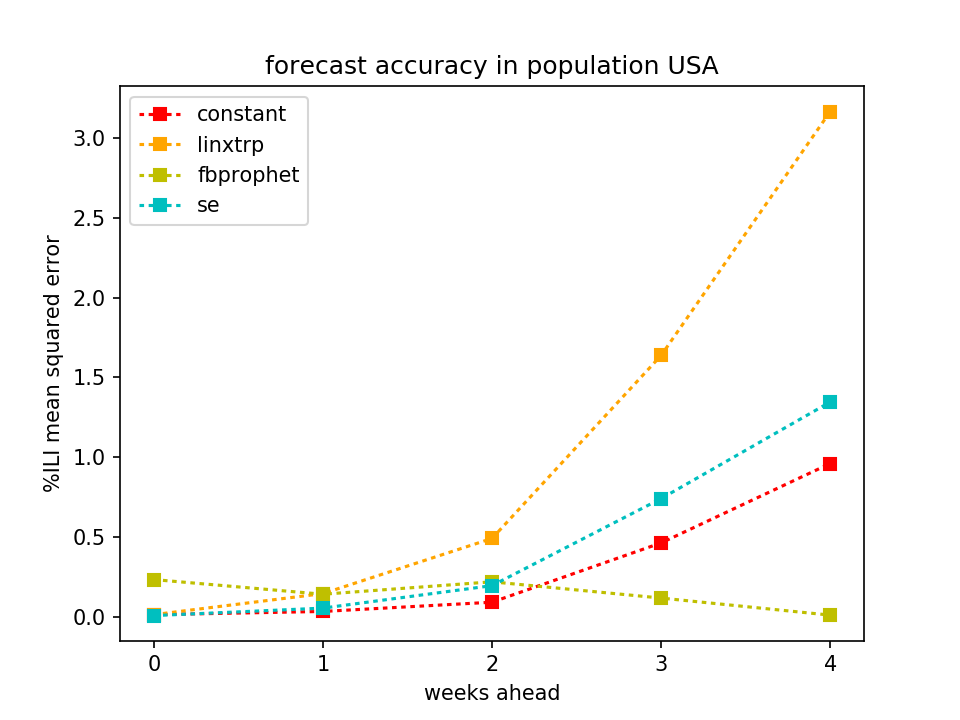 forecast accuracy in population USA
constant
linxtrp
fbprophet
se
%ILI mean squared error
3.0
2.5
2.0
1.5
1.0
0.5
0.0
0 1 2 3 4
weeks ahead